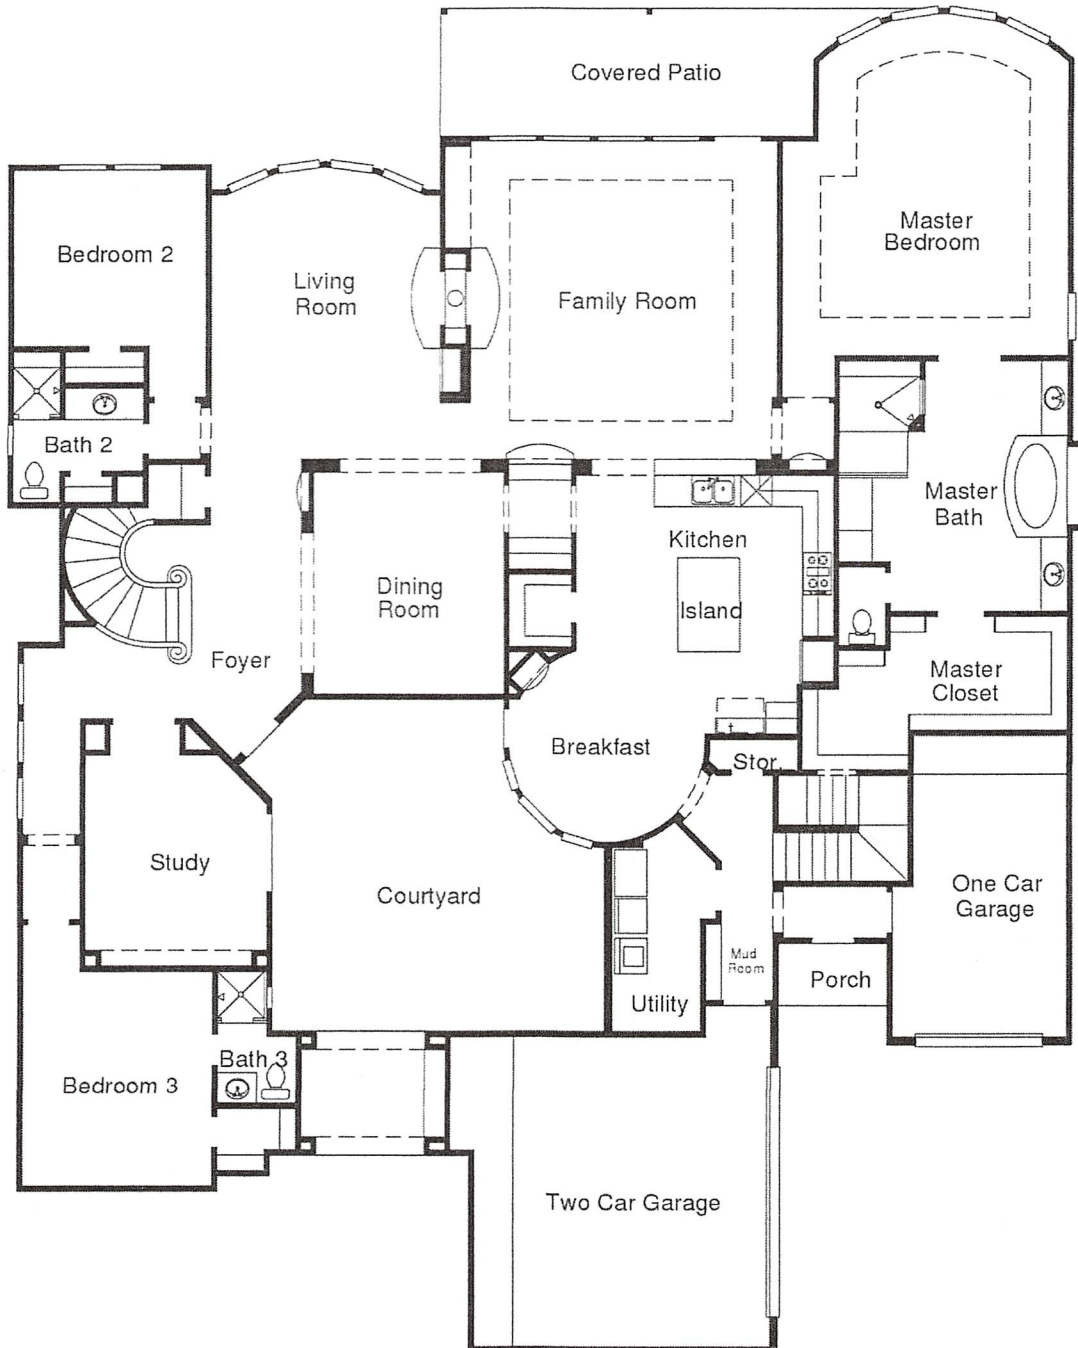 Covered Patio
Master
Bedroom
Bedroom 2
Living
Room
Family Room
Bath 2
Master
Bath
Kitchen
Dining
Room
Island
Foyer
Master
Closet
Breakfast
Stor.
Study
Courtyard
One Car
Garage
Mud
Room
Porch
Utility
Bath 3
Bedroom 3
Two Car Garage